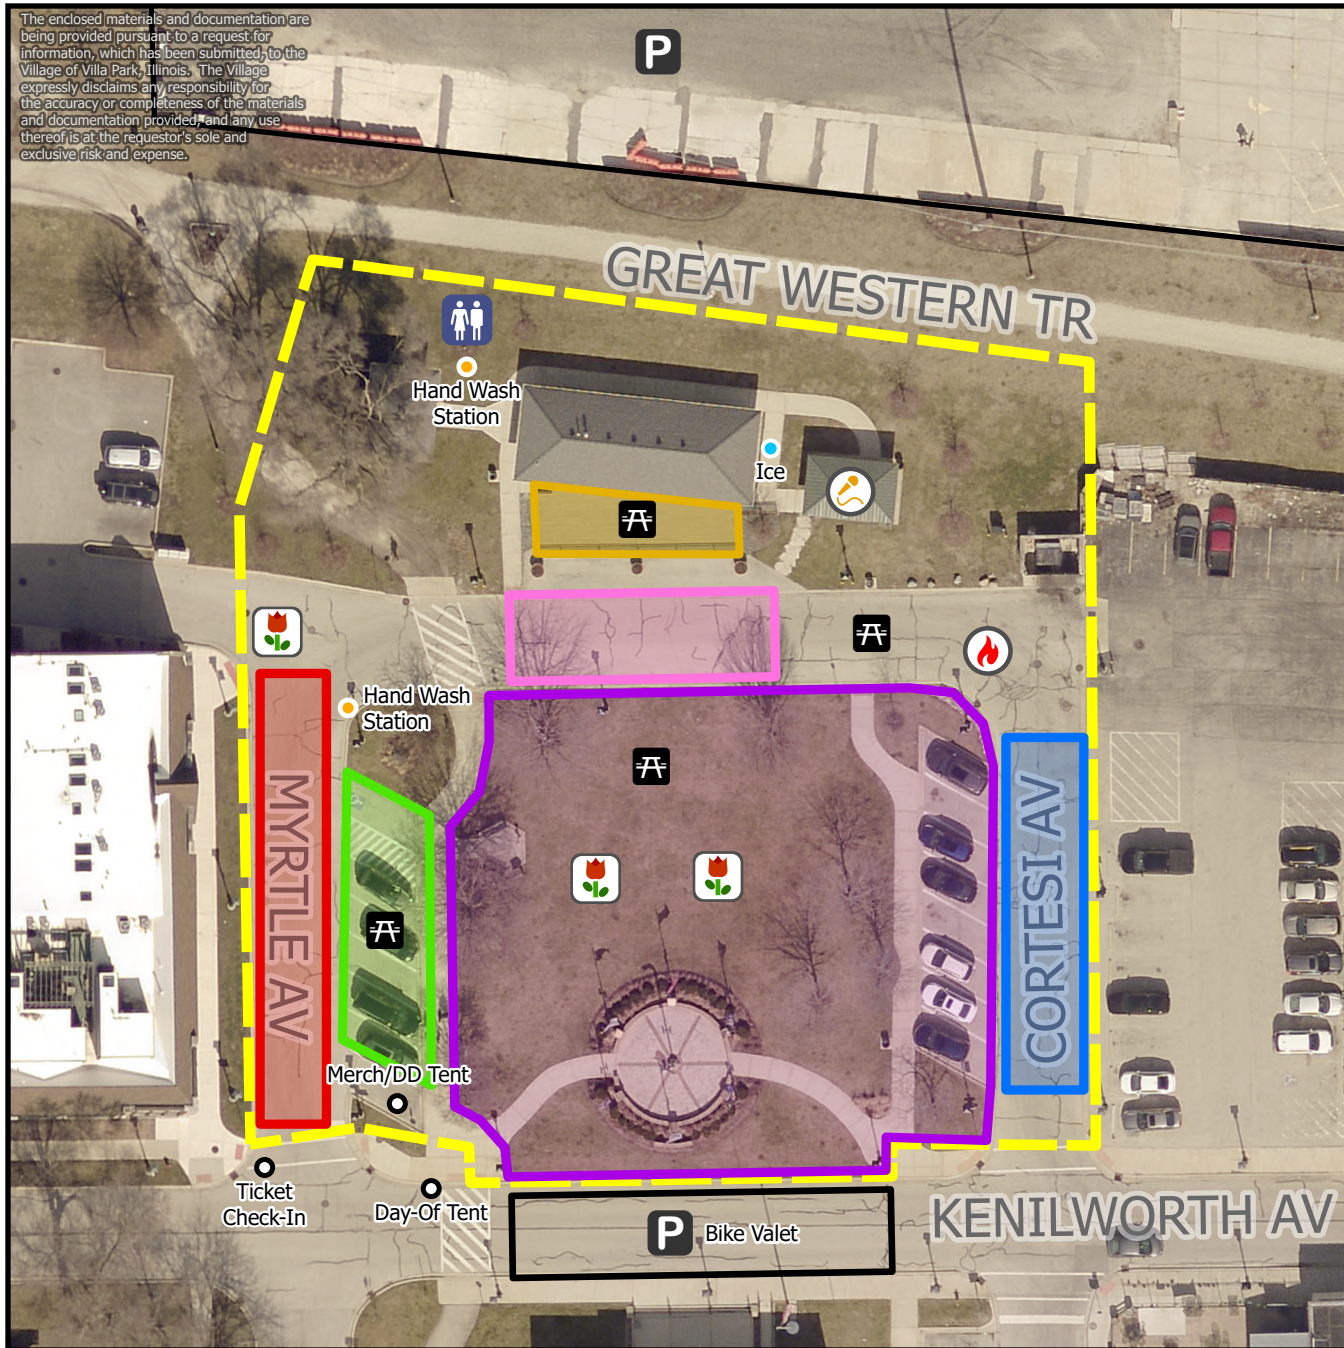 The enclosed materials and documentation are
being provided pursuant to a request for
information, which has been submitted, to the
Village of Villa Park, Illinois.  The Village
expressly disclaims any responsibility for
the accuracy or completeness of the materials
and documentation provided, and any use
thereof is at the requestor's sole and
exclusive risk and expense.
P
GREAT WESTERN TR
Hand Wash
Station
Ice
Hand Wash
Station
MYRTLE AV
CORTESI AV
Merch/DD Tent
Ticket
Check-In
Day-Of Tent
P Bike Valet
KENILWORTH AV